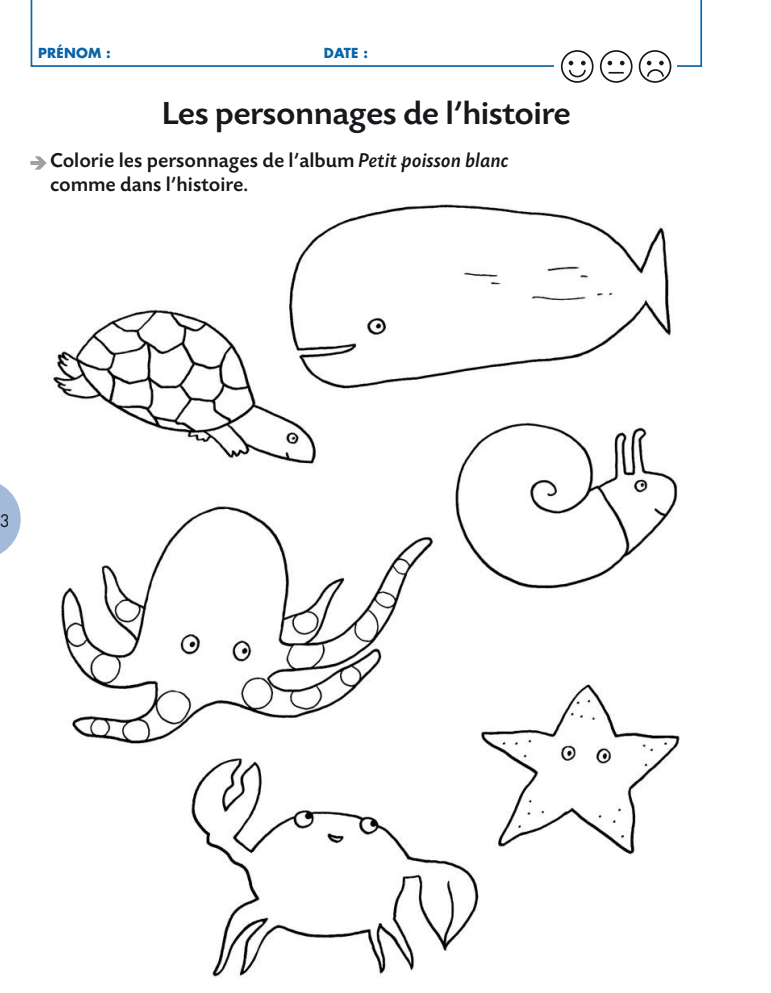 PRÉNOM : DATE :
Les personnages de l'histoire
Colorie les personnages de l'album Petit poisson blanc
comme dans l'histoire.
3